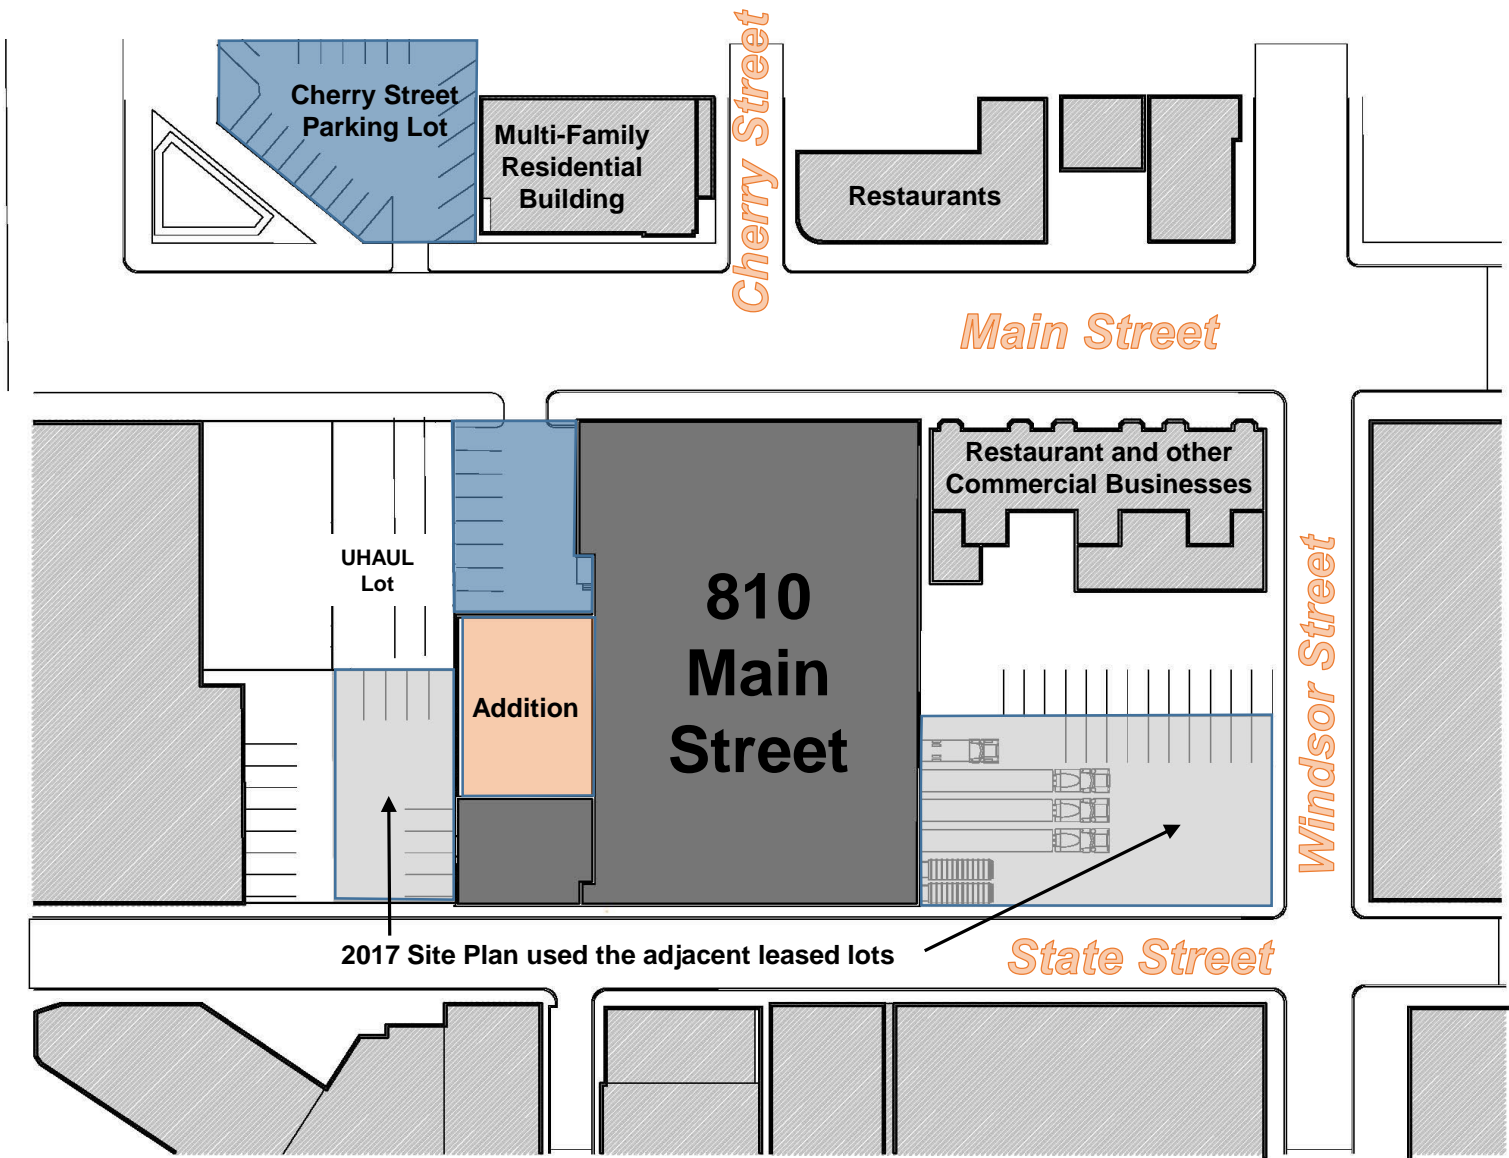 Cherry Street
Parking Lot
Multi-Family
Residential
Building
Cherry Street
Restaurants
Main Street
Restaurant and other
Commercial Businesses
UHAUL
Lot
810
Main
Street
Addition
Windsor Street
2017 Site Plan used the adjacent leased lots
State Street